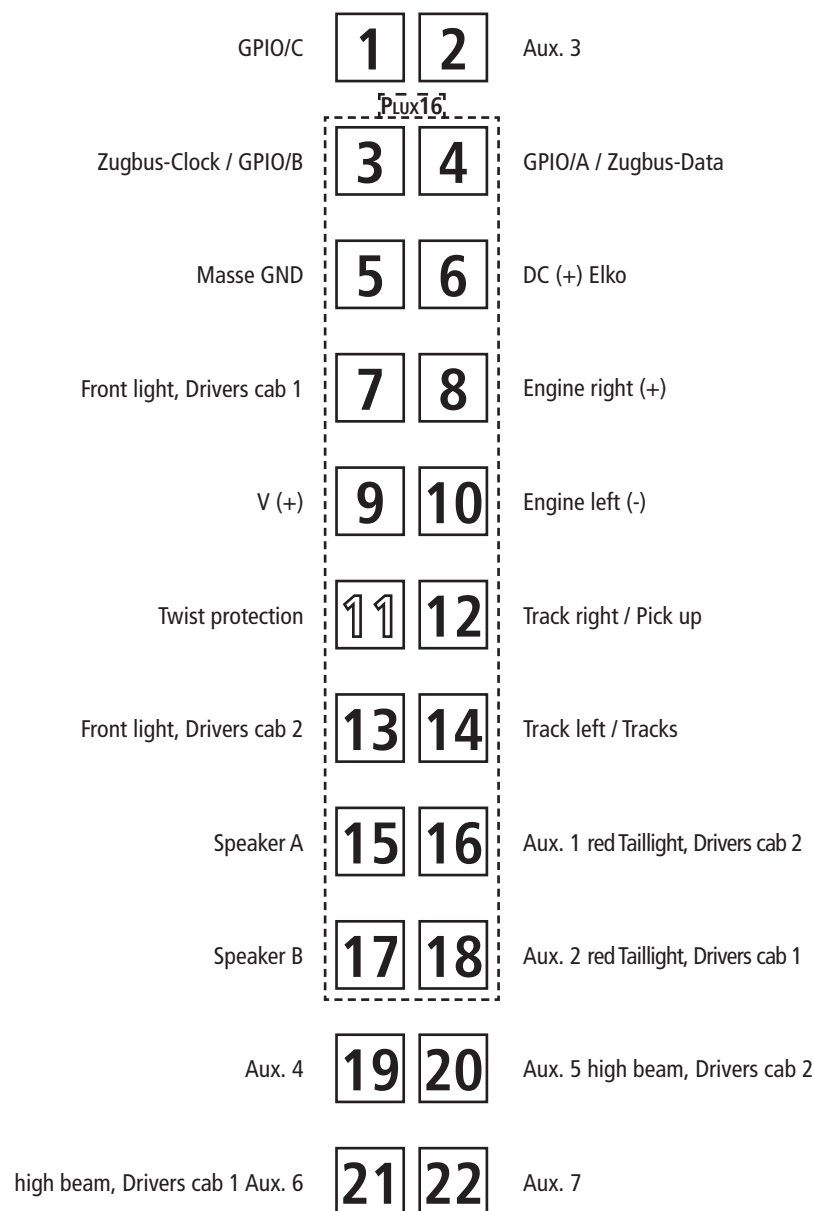 GPIO/C 1 2 Aux. 3
PLUX16
Zugbus-Clock / GPIO/B 3 4 GPIO/A / Zugbus-Data
Masse GND 5 6 DC (+) Elko
Front light, Drivers cab 1 7 8 Engine right (+)
V (+) 9 10 Engine left (-)
Twist protection 11 12 Track right / Pick up
Front light, Drivers cab 2 13 14 Track left / Tracks
Speaker A 15 16 Aux. 1 red Taillight, Drivers cab 2
Speaker B 17 18 Aux. 2 red Taillight, Drivers cab 1
Aux. 4 19 20 Aux. 5 high beam, Drivers cab 2
high beam, Drivers cab 1 Aux. 6 21 22 Aux. 7